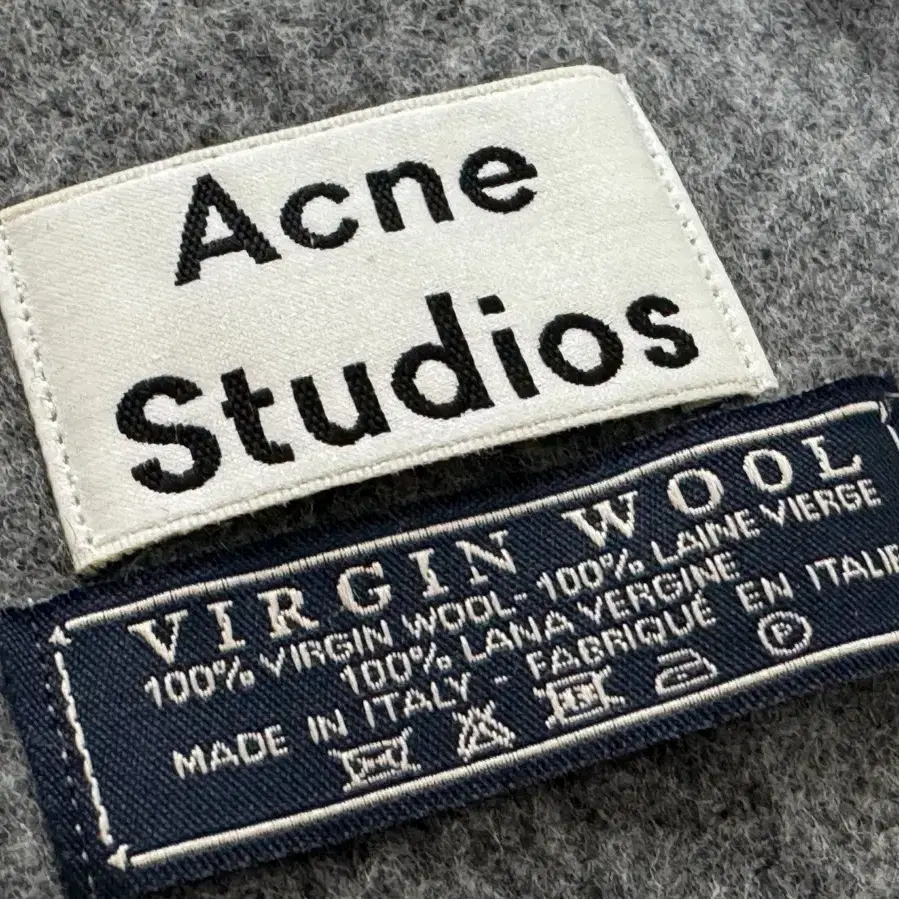 Acne
Studios
VIRGIN WOOL
100% VIRGIN WOOL - 100% LAINE VIERGE
100% LANA VERGINE
MADE IN ITALY - FABRIQUÉ EN ITALIE
P